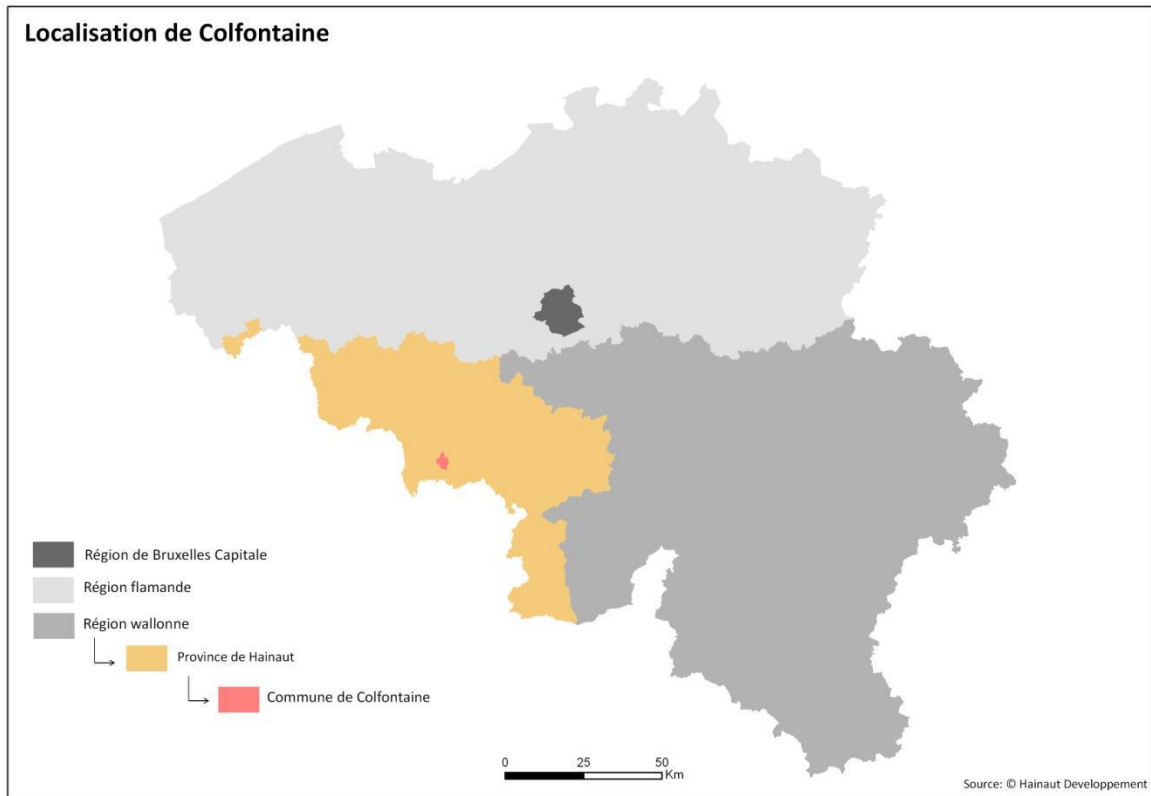 Localisation de Colfontaine
Région de Bruxelles Capitale
Région flamande
Région wallonne
Province de Hainaut
Commune de Colfontaine
0 25 50
Km
Source: © Hainaut Developpement